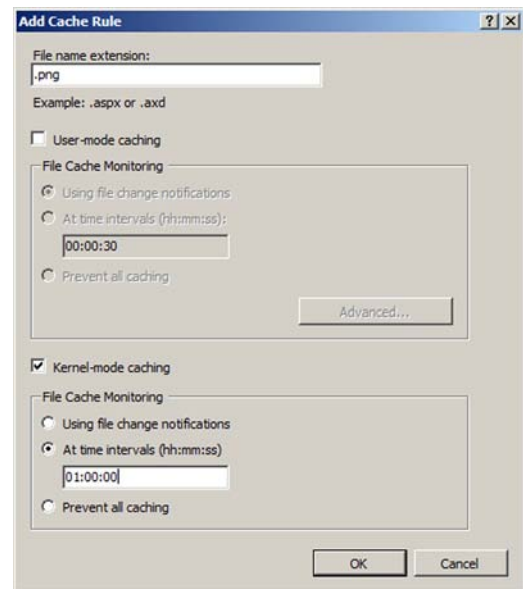 Add Cache Rule
File name extension:
.png
Example: .aspx or .axd
User-mode caching
File Cache Monitoring
Using file change notifications
At time intervals (hh:mm:ss):
00:00:30
Prevent all caching
Advanced...
Kernel-mode caching
File Cache Monitoring
Using file change notifications
At time intervals (hh:mm:ss)
01:00:00
Prevent all caching
OK Cancel